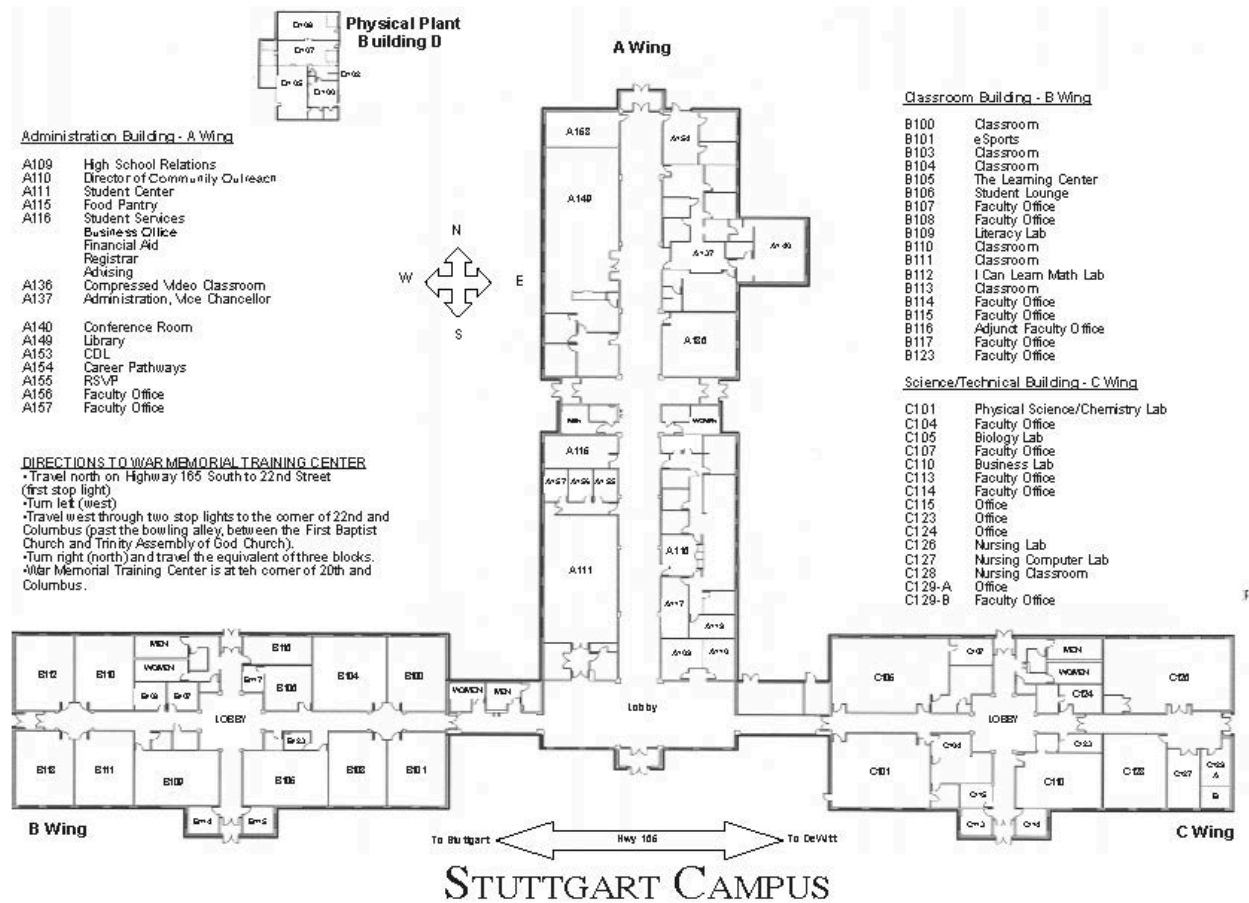 Physical Plant
Building D
A Wing
Administration Building - A Wing
A109 High School Relations
A110 Director of Community Outreach
A111 Student Center
A115 Food Pantry
A116 Student Services
Business Office
Financial Aid
Registrar
Advising
A136 Compressed Video Classroom
A137 Administration, Vice Chancellor
A140 Conference Room
A149 Library
A153 CDL
A154 Career Pathways
A155 RSVP
A156 Faculty Office
A157 Faculty Office
DIRECTIONS TO WAR MEMORIAL TRAINING CENTER
•Travel north on Highway 165 South to 22nd Street
(first stop light)
•Turn left (west)
•Travel west through two stop lights to the corner of 22nd and
Columbus (past the bowling alley, between the First Baptist
Church and Trinity Assembly of God Church).
•Turn right (north) and travel the equivalent of three blocks.
•War Memorial Training Center is at teh corner of 20th and
Columbus.
N
W
E
S
Classroom Building - B Wing
B100 Classroom
B101 eSports
B103 Classroom
B104 Classroom
B105 The Learning Center
B106 Student Lounge
B107 Faculty Office
B108 Faculty Office
B109 Literacy Lab
B110 Classroom
B111 Classroom
B112 I Can Learn Math Lab
B113 Classroom
B114 Faculty Office
B115 Faculty Office
B116 Adjunct Faculty Office
B117 Faculty Office
B123 Faculty Office
Science/Technical Building - C Wing
C101 Physical Science/Chemistry Lab
C104 Faculty Office
C105 Biology Lab
C107 Faculty Office
C110 Business Lab
C113 Faculty Office
C114 Faculty Office
C115 Office
C123 Office
C124 Office
C126 Nursing Lab
C127 Nursing Computer Lab
C128 Nursing Classroom
C129-A Office
C129-B Faculty Office
A154
A149
A137
A140
MEN
WOMEN
A111
Lobby
B112
B110
MEN
WOMEN
B116
B104
B100
LOBBY
WOMEN
MEN
B111
B109
B101
C107
MEN
WOMEN
C124
C126
LOBBY
C101
C110
C128
C127
B Wing
C Wing
To Stuttgart
To DeWitt
STUTTGART CAMPUS